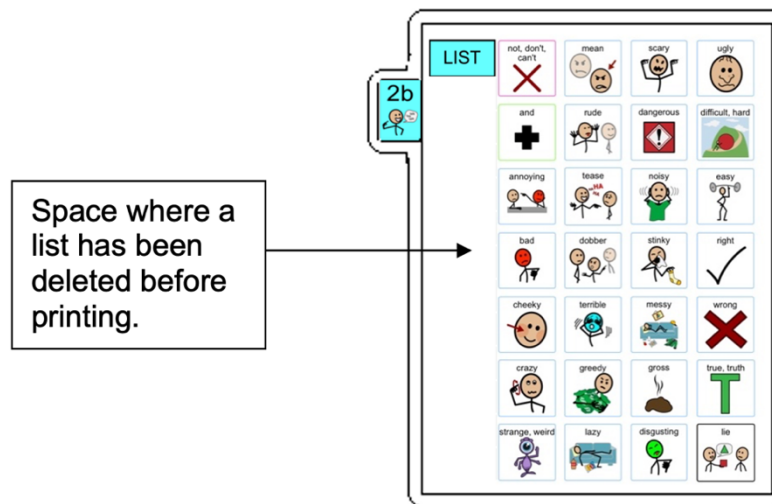 LIST
not, don't,
can't
mean
scary
ugly
2b
and
rude
dangerous
difficult, hard
annoying
tease
HA
HA
noisy
easy
Space where a
list has been
deleted before
printing.
bad
dobber
stinky
right
cheeky
terrible
messy
wrong
crazy
greedy
gross
true, truth
T
strange, weird
lazy
disgusting
lie